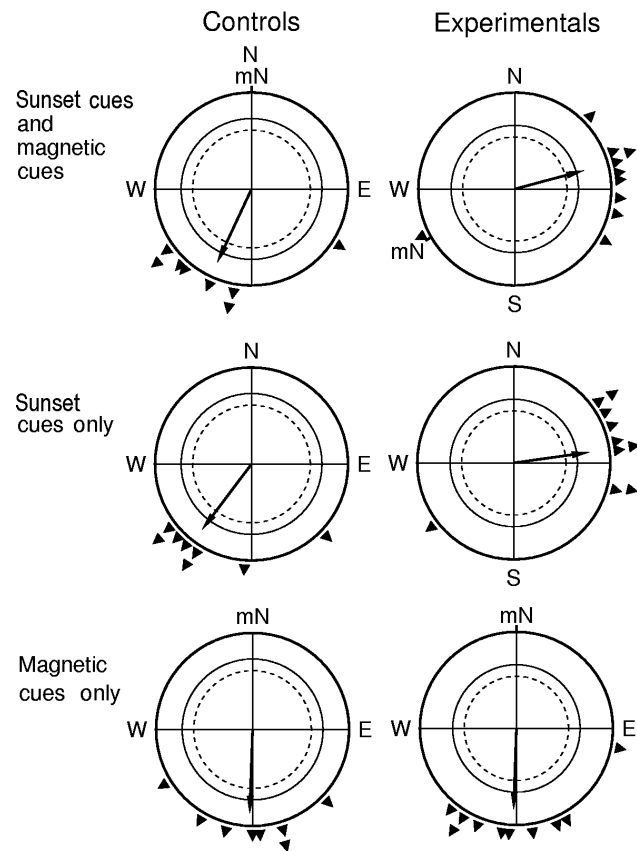 Controls
Experimentals
Sunset cues
and
magnetic
cues
N
mN
W
E
N
W
mN
S
Sunset
cues only
N
W
E
N
W
S
Magnetic
cues only
mN
W
E
mN
W
E